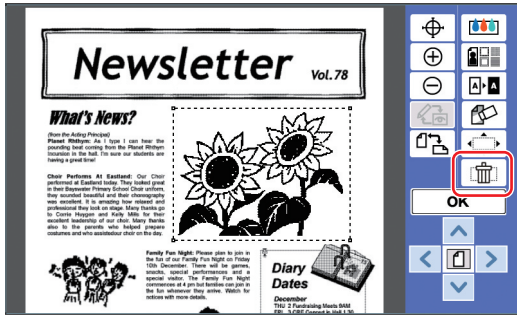 Newsletter Vol. 78
What's News?
(from the Acting Principal)
Planet Rhthym: As I type I can hear the
pounding beat coming from the Planet Rhthym
incursion in the hall. I'm sure our students are
having a great time!
Choir Performs At Eastland: Our Choir
performed at Eastland today. They looked great
in their Bayswater Primary School Choir uniform,
they sounded beautiful and their choreography
was excellent. It is amazing how relaxed and
professional they look on stage. Many thanks go
to Corrie Huygen and Kelly Mills for their
excellent leadership of our choir. Many thanks
also to the parents who helped prepare
costumes and who assisted our choir on the day.
Family Fun Night: Please plan to join in
the fun of our Family Fun Night on Friday
10th December. There will be games,
snacks, special performances and a
special visitor. The Family Fun Night
commences at 4 pm but families can join in
the fun whenever they arrive. Watch for
notices with more details.
Diary
Dates
December
THU 2 Fundraising Meets 9AM
FRI 3 CRE Concert in Hall 1.30
A A
OK